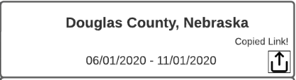 Douglas County, Nebraska
Copied Link!
06/01/2020 - 11/01/2020